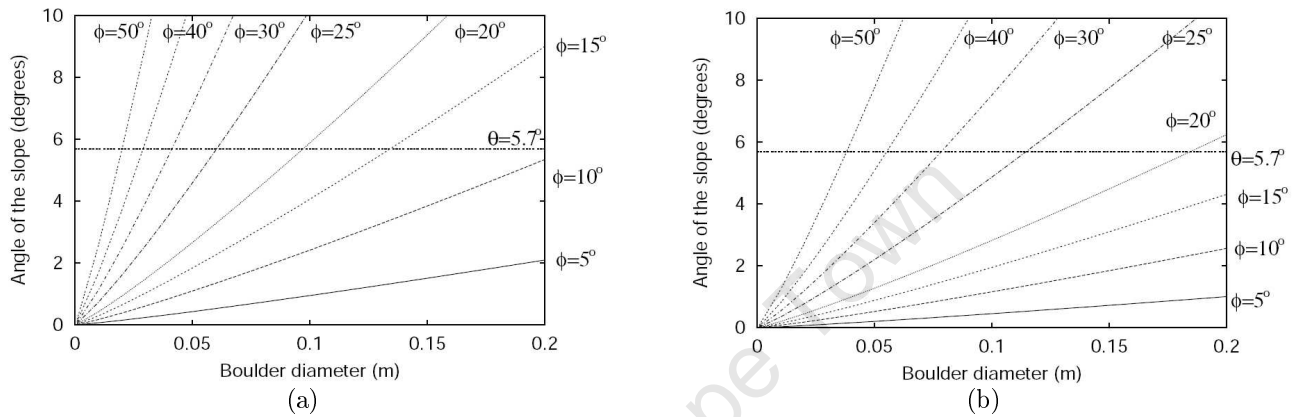 Angle of the slope (degrees)
10
8
6
4
2
0
ϕ=50°
ϕ=40°
ϕ=30°
ϕ=25°
ϕ=20°
ϕ=15°
θ=5.7°
ϕ=10°
ϕ=5°
0
0.05
0.1
0.15
0.2
Boulder diameter (m)
(a)
Angle of the slope (degrees)
10
8
6
4
2
0
ϕ=50°
ϕ=40°
ϕ=30°
ϕ=25°
ϕ=20°
θ=5.7°
ϕ=15°
ϕ=10°
ϕ=5°
0
0.05
0.1
0.15
0.2
Boulder diameter (m)
(b)
pe Town